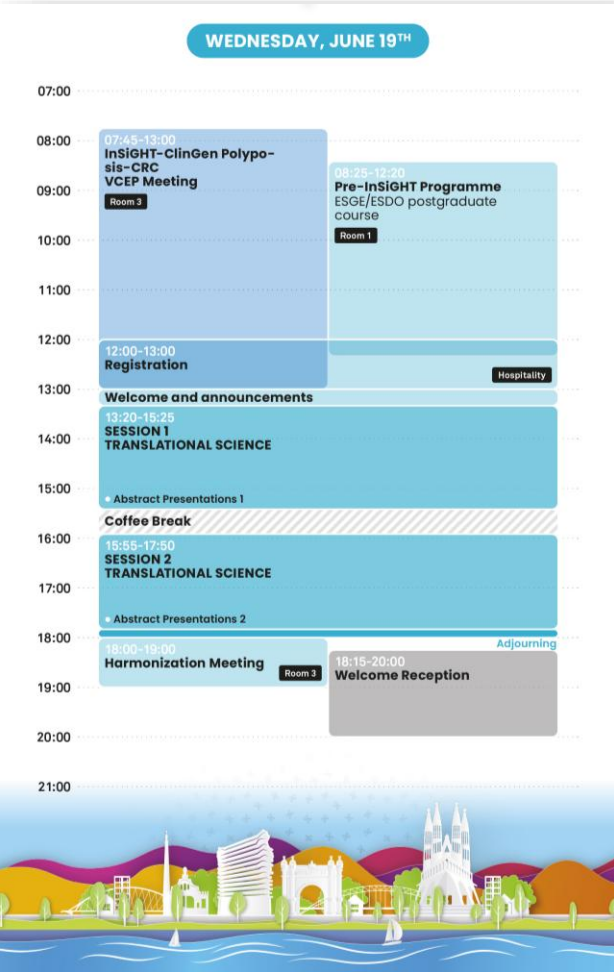 WEDNESDAY, JUNE 19TH
07:00
08:00
07:45-13:00
InSiGHT-ClinGen Polypo-
sis-CRC
VCEP Meeting
Room 3
08:25-12:20
Pre-InSiGHT Programme
ESGE/ESDO postgraduate
course
Room 1
09:00
10:00
11:00
12:00
12:00-13:00
Registration
Hospitality
13:00
Welcome and announcements
13:20-15:25
SESSION 1
TRANSLATIONAL SCIENCE
14:00
15:00
Abstract Presentations 1
Coffee Break
16:00
15:55-17:50
SESSION 2
TRANSLATIONAL SCIENCE
17:00
Abstract Presentations 2
18:00
Adjourning
18:00-19:00
Harmonization Meeting
Room 3
18:15-20:00
Welcome Reception
19:00
20:00
21:00